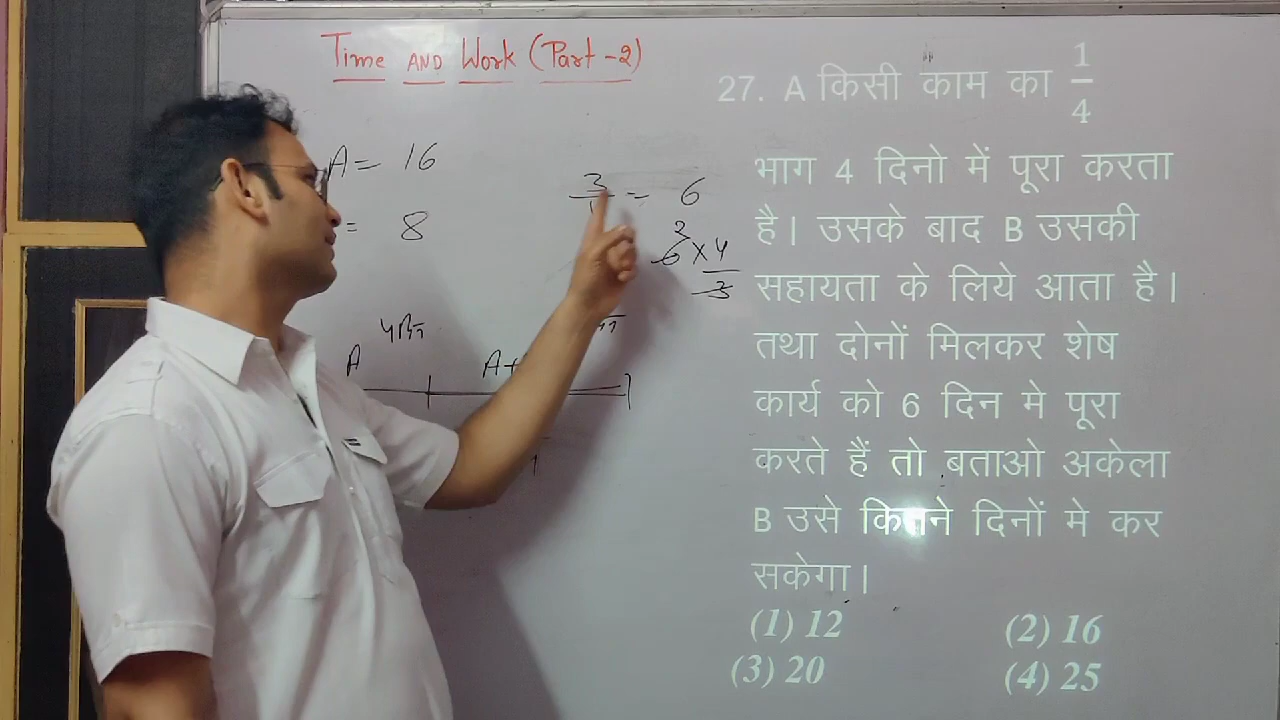 Time AND Work (Part-2)
27. A किसी काम का 1/4
भाग 4 दिनो में पूरा करता
है। उसके बाद B उसकी
सहायता के लिये आता है।
तथा दोनों मिलकर शेष
कार्य को 6 दिन मे पूरा
करते हैं तो बताओ अकेला
B उसे कितने दिनों मे कर
सकेगा।
(1) 12 (2) 16
(3) 20 (4) 25
A = 16
= 8
3
= 6
2
6 × 4
3
4दिन
A
A+